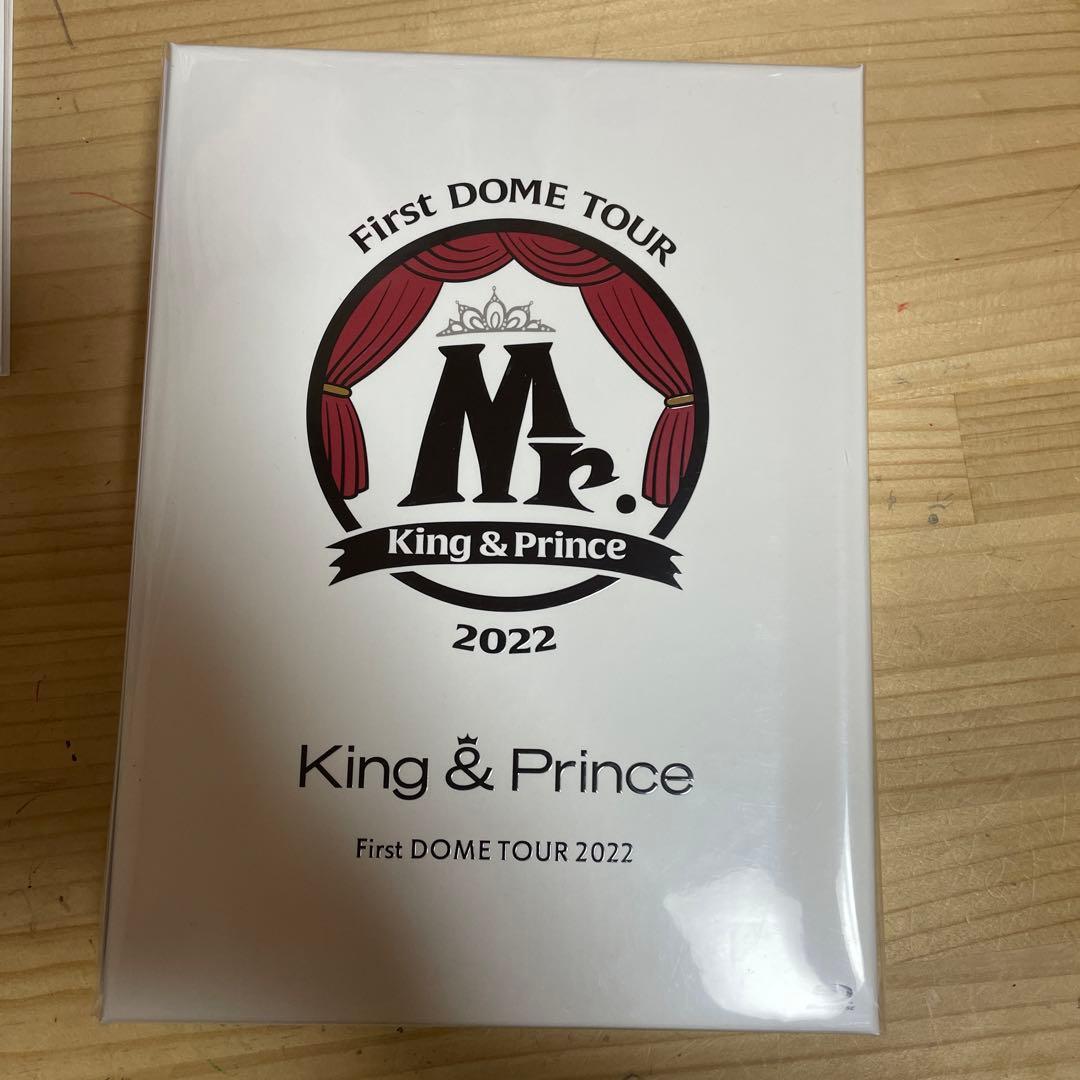 First DOME TOUR
Mr.
King & Prince
2022
King & Prince
First DOME TOUR 2022